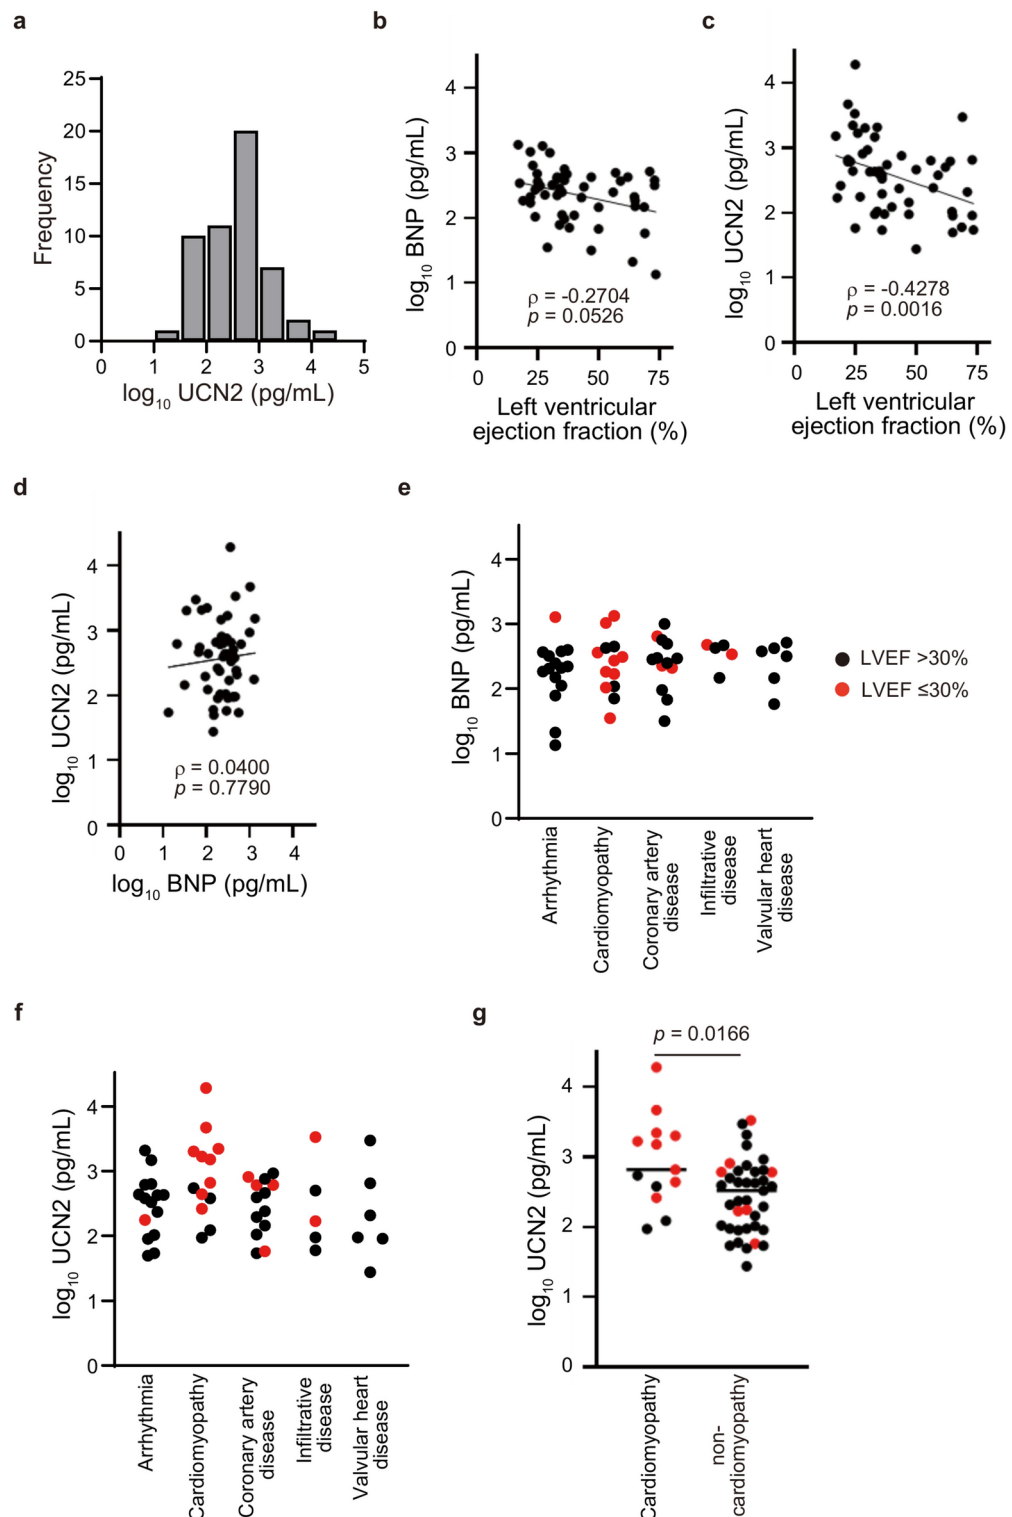 a
25
20
15
10
5
0
Frequency
0 1 2 3 4 5
log10 UCN2 (pg/mL)
b
4
3
2
1
0
log10 BNP (pg/mL)
ρ = -0.2704
p = 0.0526
0 25 50 75
Left ventricular
ejection fraction (%)
c
4
3
2
1
0
log10 UCN2 (pg/mL)
ρ = -0.4278
p = 0.0016
0 25 50 75
Left ventricular
ejection fraction (%)
d
4
3
2
1
0
log10 UCN2 (pg/mL)
ρ = 0.0400
p = 0.7790
0 1 2 3 4
log10 BNP (pg/mL)
e
4
3
2
1
0
log10 BNP (pg/mL)
LVEF >30%
LVEF ≤30%
Arrhythmia
Cardiomyopathy
Coronary artery
disease
Infiltrative
disease
Valvular heart
disease
f
4
3
2
1
0
log10 UCN2 (pg/mL)
Arrhythmia
Cardiomyopathy
Coronary artery
disease
Infiltrative
disease
Valvular heart
disease
g
p = 0.0166
4
3
2
1
0
log10 UCN2 (pg/mL)
Cardiomyopathy
non-
cardiomyopathy